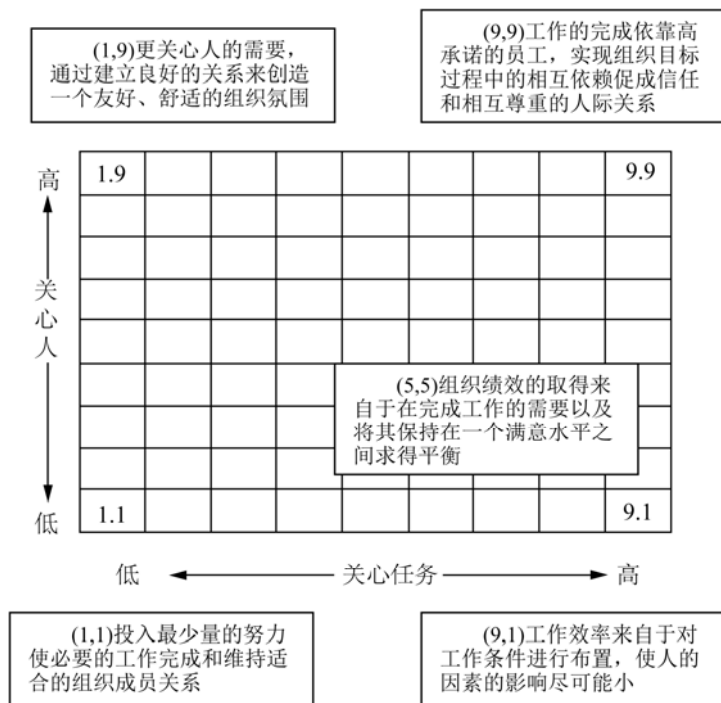 (1,9)更关心人的需要，
通过建立良好的关系来创造
一个友好、舒适的组织氛围
(9,9)工作的完成依靠高
承诺的员工，实现组织目标
过程中的相互依赖促成信任
和相互尊重的人际关系
高
1.9
9.9
关心人
(5,5)组织绩效的取得来
自于在完成工作的需要以及
将其保持在一个满意水平之
间求得平衡
低
1.1
9.1
低
关心任务
高
(1,1)投入最少量的努力
使必要的工作完成和维持适
合的组织成员关系
(9,1)工作效率来自于对
工作条件进行布置，使人的
因素的影响尽可能小